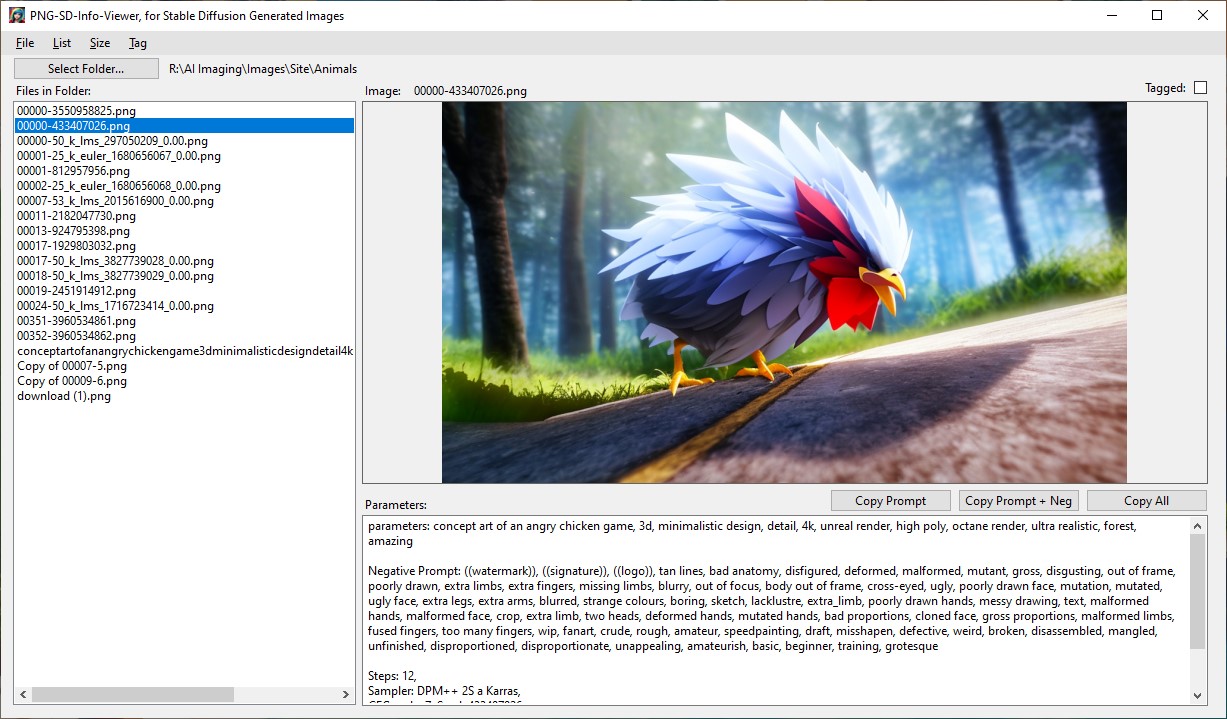 PNG-SD-Info-Viewer, for Stable Diffusion Generated Images
File List Size Tag
Select Folder... R:\AI Imaging\Images\Site\Animals
Files in Folder:
00000-3550958825.png
00000-433407026.png
00000-50_k_lms_297050209_0.00.png
00001-25_k_euler_1680656067_0.00.png
00001-812957956.png
00002-25_k_euler_1680656068_0.00.png
00007-53_k_lms_2015616900_0.00.png
00011-2182047730.png
00013-924795398.png
00017-1929803032.png
00017-50_k_lms_3827739028_0.00.png
00018-50_k_lms_3827739029_0.00.png
00019-2451914912.png
00024-50_k_lms_1716723414_0.00.png
00351-3960534861.png
00352-3960534862.png
conceptartofanangrychickengame3dminimalisticdesigndetail4k
Copy of 00007-5.png
Copy of 00009-6.png
download (1).png
Image: 00000-433407026.png
Tagged:
Parameters:
Copy Prompt Copy Prompt + Neg Copy All
parameters: concept art of an angry chicken game, 3d, minimalistic design, detail, 4k, unreal render, high poly, octane render, ultra realistic, forest,
amazing
Negative Prompt: ((watermark)), ((signature)), ((logo)), tan lines, bad anatomy, disfigured, deformed, malformed, mutant, gross, disgusting, out of frame,
poorly drawn, extra limbs, extra fingers, missing limbs, blurry, out of focus, body out of frame, cross-eyed, ugly, poorly drawn face, mutation, mutated,
ugly face, extra legs, extra arms, blurred, strange colours, boring, sketch, lacklustre, extra_limb, poorly drawn hands, messy drawing, text, malformed
hands, malformed face, crop, extra limb, two heads, deformed hands, mutated hands, bad proportions, cloned face, gross proportions, malformed limbs,
fused fingers, too many fingers, wip, fanart, crude, rough, amateur, speedpainting, draft, misshapen, defective, weird, broken, disassembled, mangled,
unfinished, disproportioned, disproportionate, unappealing, amateurish, basic, beginner, training, grotesque
Steps: 12,
Sampler: DPM++ 2S a Karras,